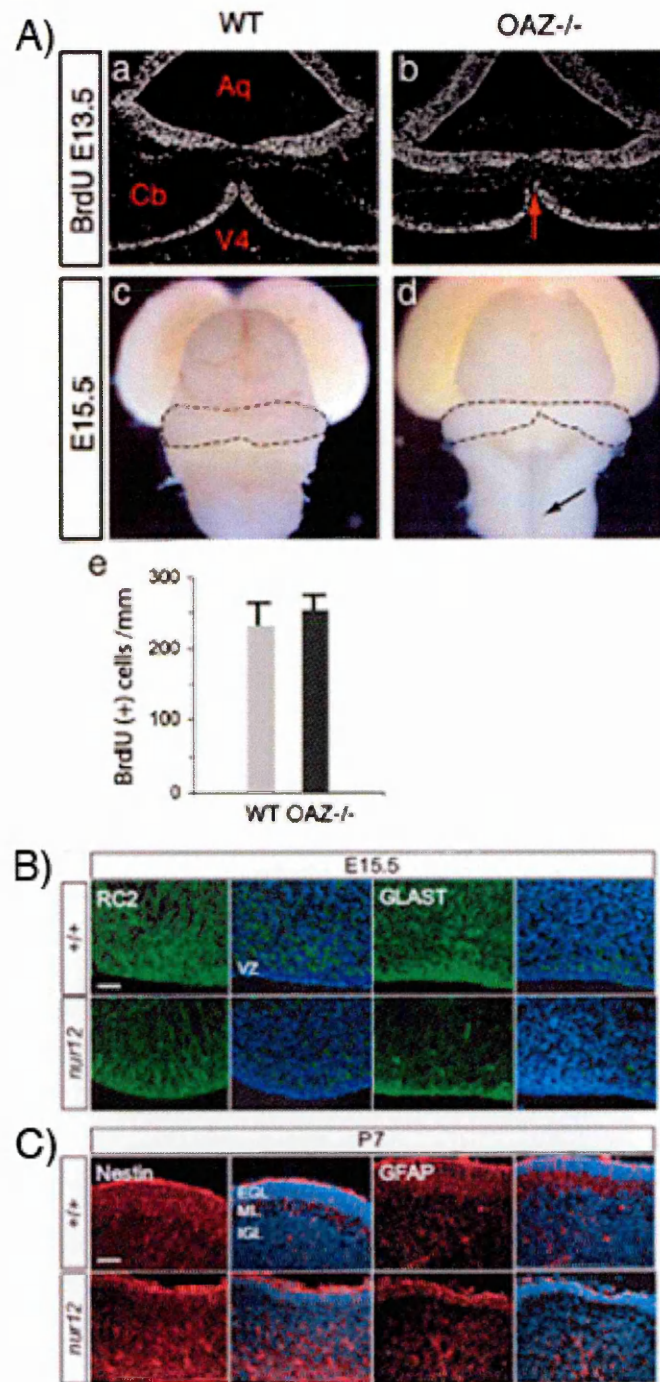 A)
WT
OAZ-/-
BrdU E13.5
a
Aq
Cb
V4
b
E15.5
c
d
e
BrdU (+) cells /mm
300
200
100
0
WT OAZ-/-
B)
E15.5
+/+
RC2
VZ
GLAST
nur12
C)
P7
+/+
Nestin
EGL
ML
IGL
GFAP
nur12